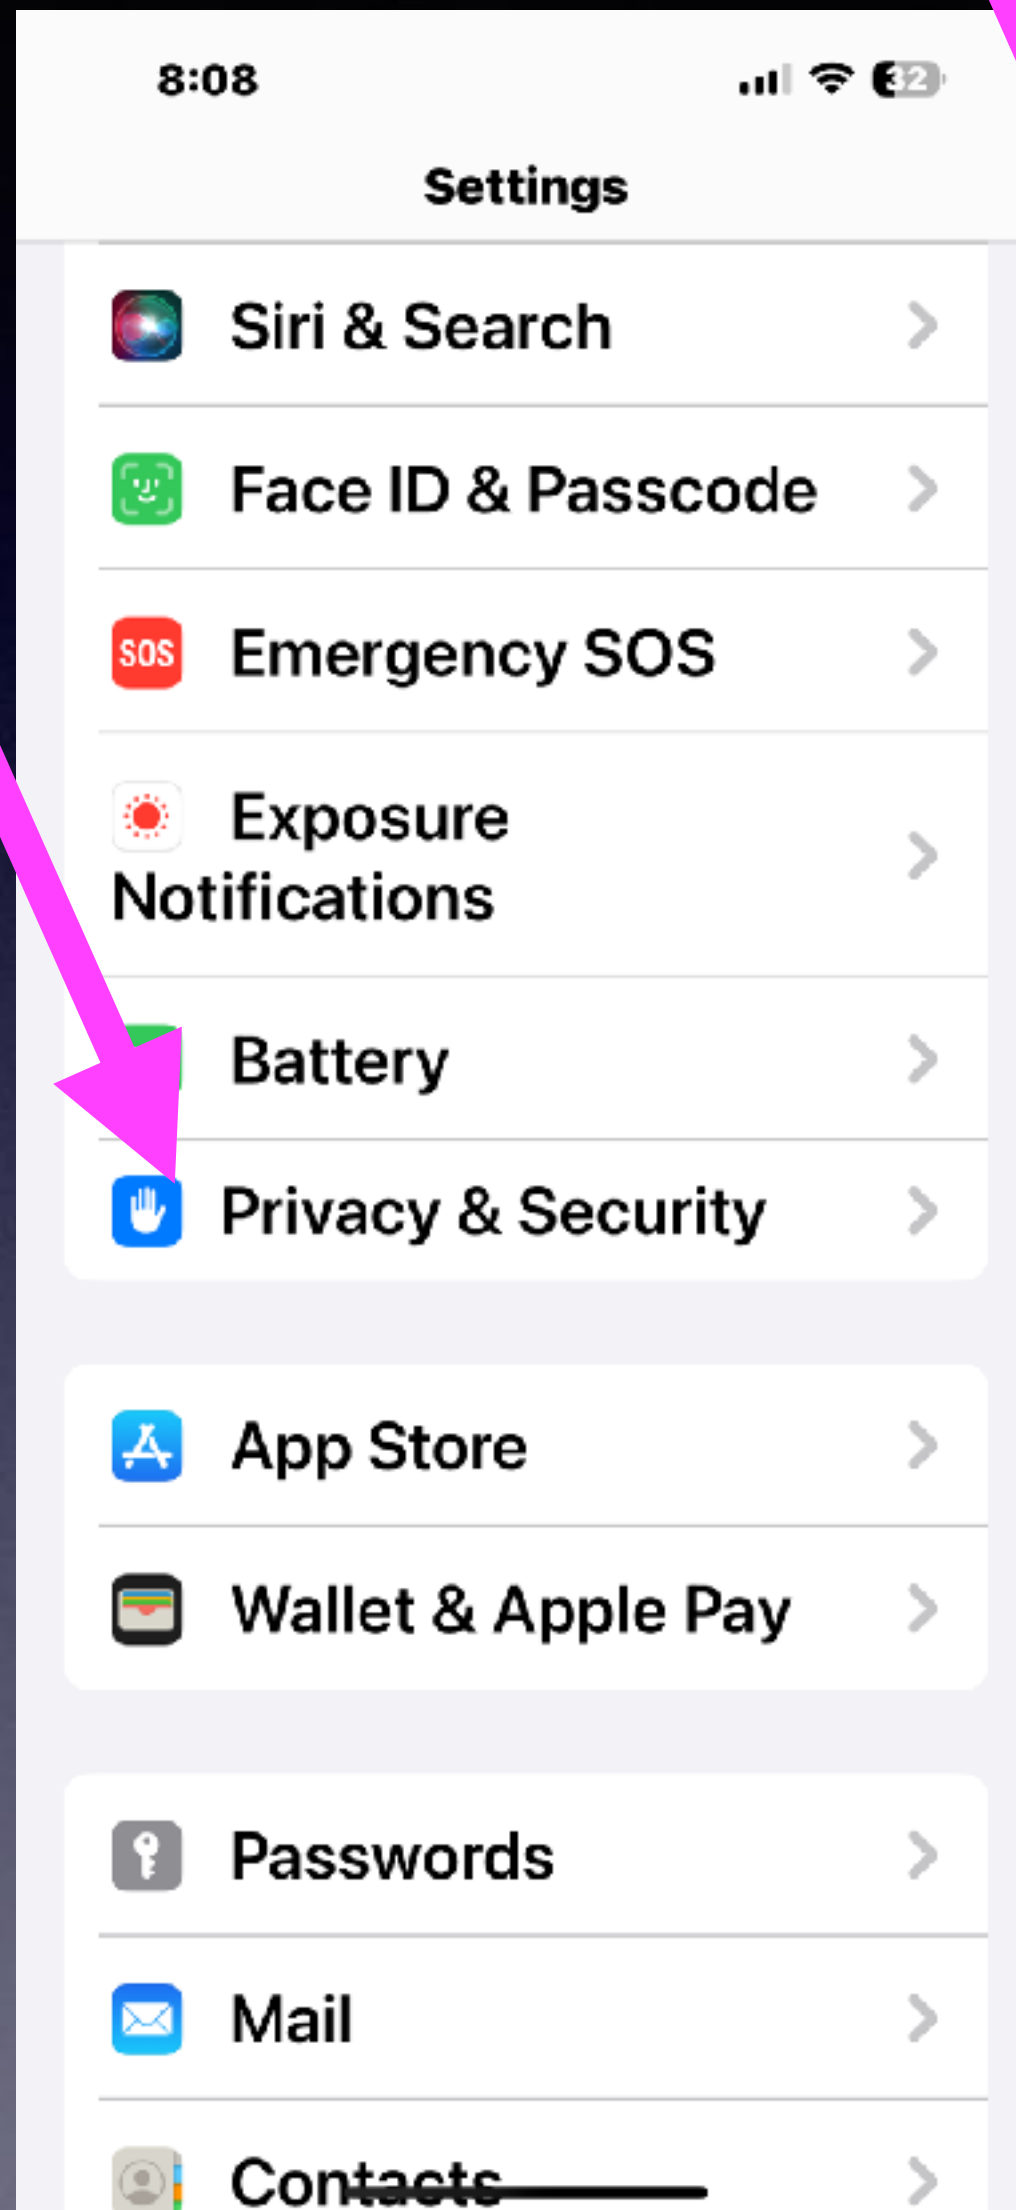 8:08
32
Settings
Siri & Search
Face ID & Passcode
SOS
Emergency SOS
Exposure
Notifications
Battery
Privacy & Security
App Store
Wallet & Apple Pay
Passwords
Mail
Contacts